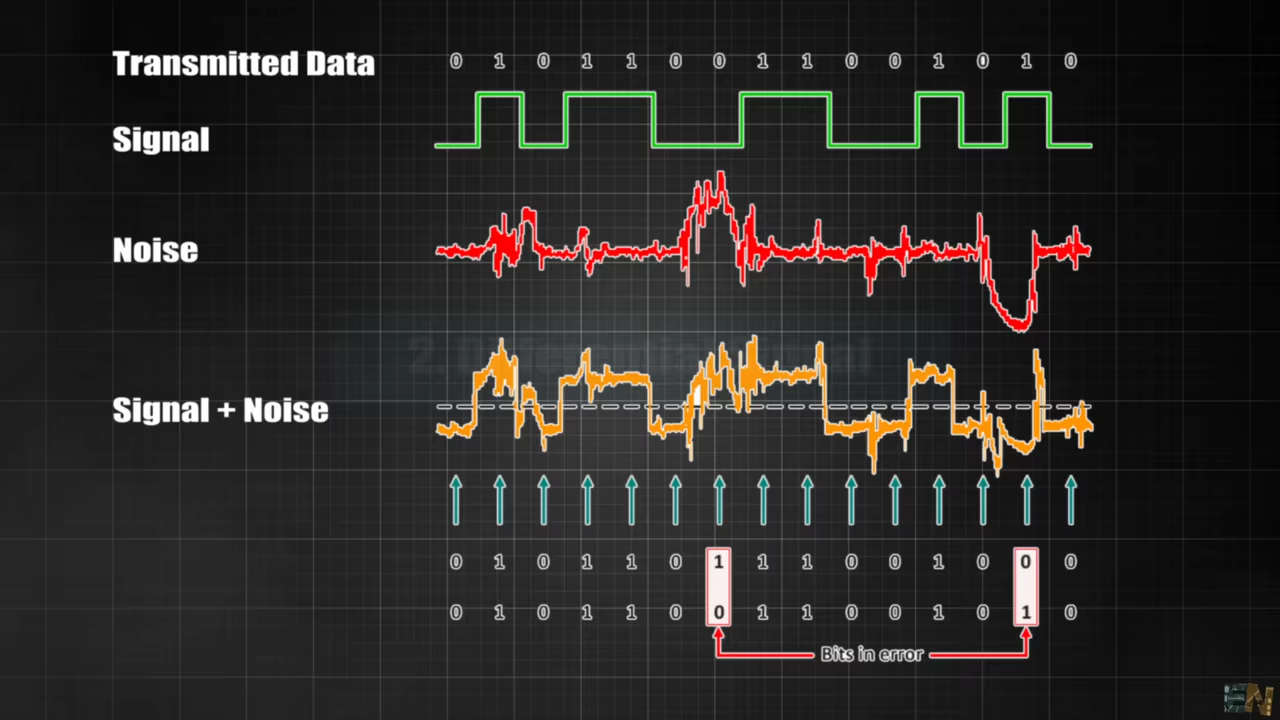 Transmitted Data 0 1 0 1 1 0 0 1 1 0 0 1 0 1 0
Signal
Noise
Signal + Noise
0 1 0 1 1 0 1 1 1 0 0 1 0 0 0
0 1 0 1 1 0 0 1 1 0 0 1 0 1 0
Bits in error
EN